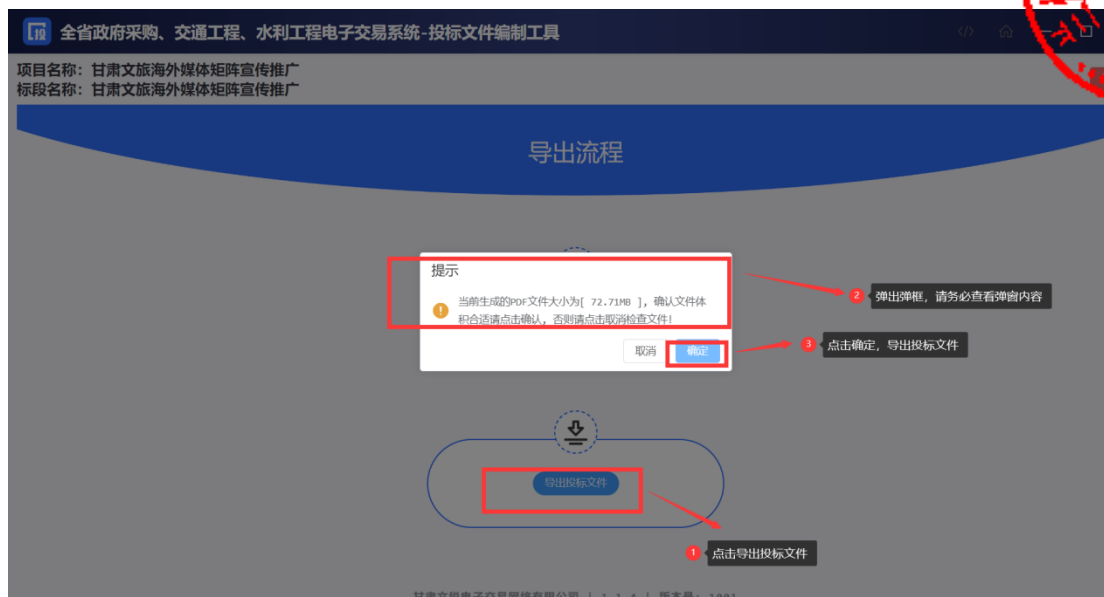 投 全省政府采购、交通工程、水利工程电子交易系统-投标文件编制工具
项目名称：甘肃文旅海外媒体矩阵宣传推广
标段名称：甘肃文旅海外媒体矩阵宣传推广
导出流程
提示
当前生成的PDF文件大小为[ 72.71MB ]，确认文件体
积合适请点击确认，否则请点击取消检查文件!
取消 确定
2 弹出弹框，请务必查看弹窗内容
3 点击确定，导出投标文件
导出投标文件
1 点击导出投标文件